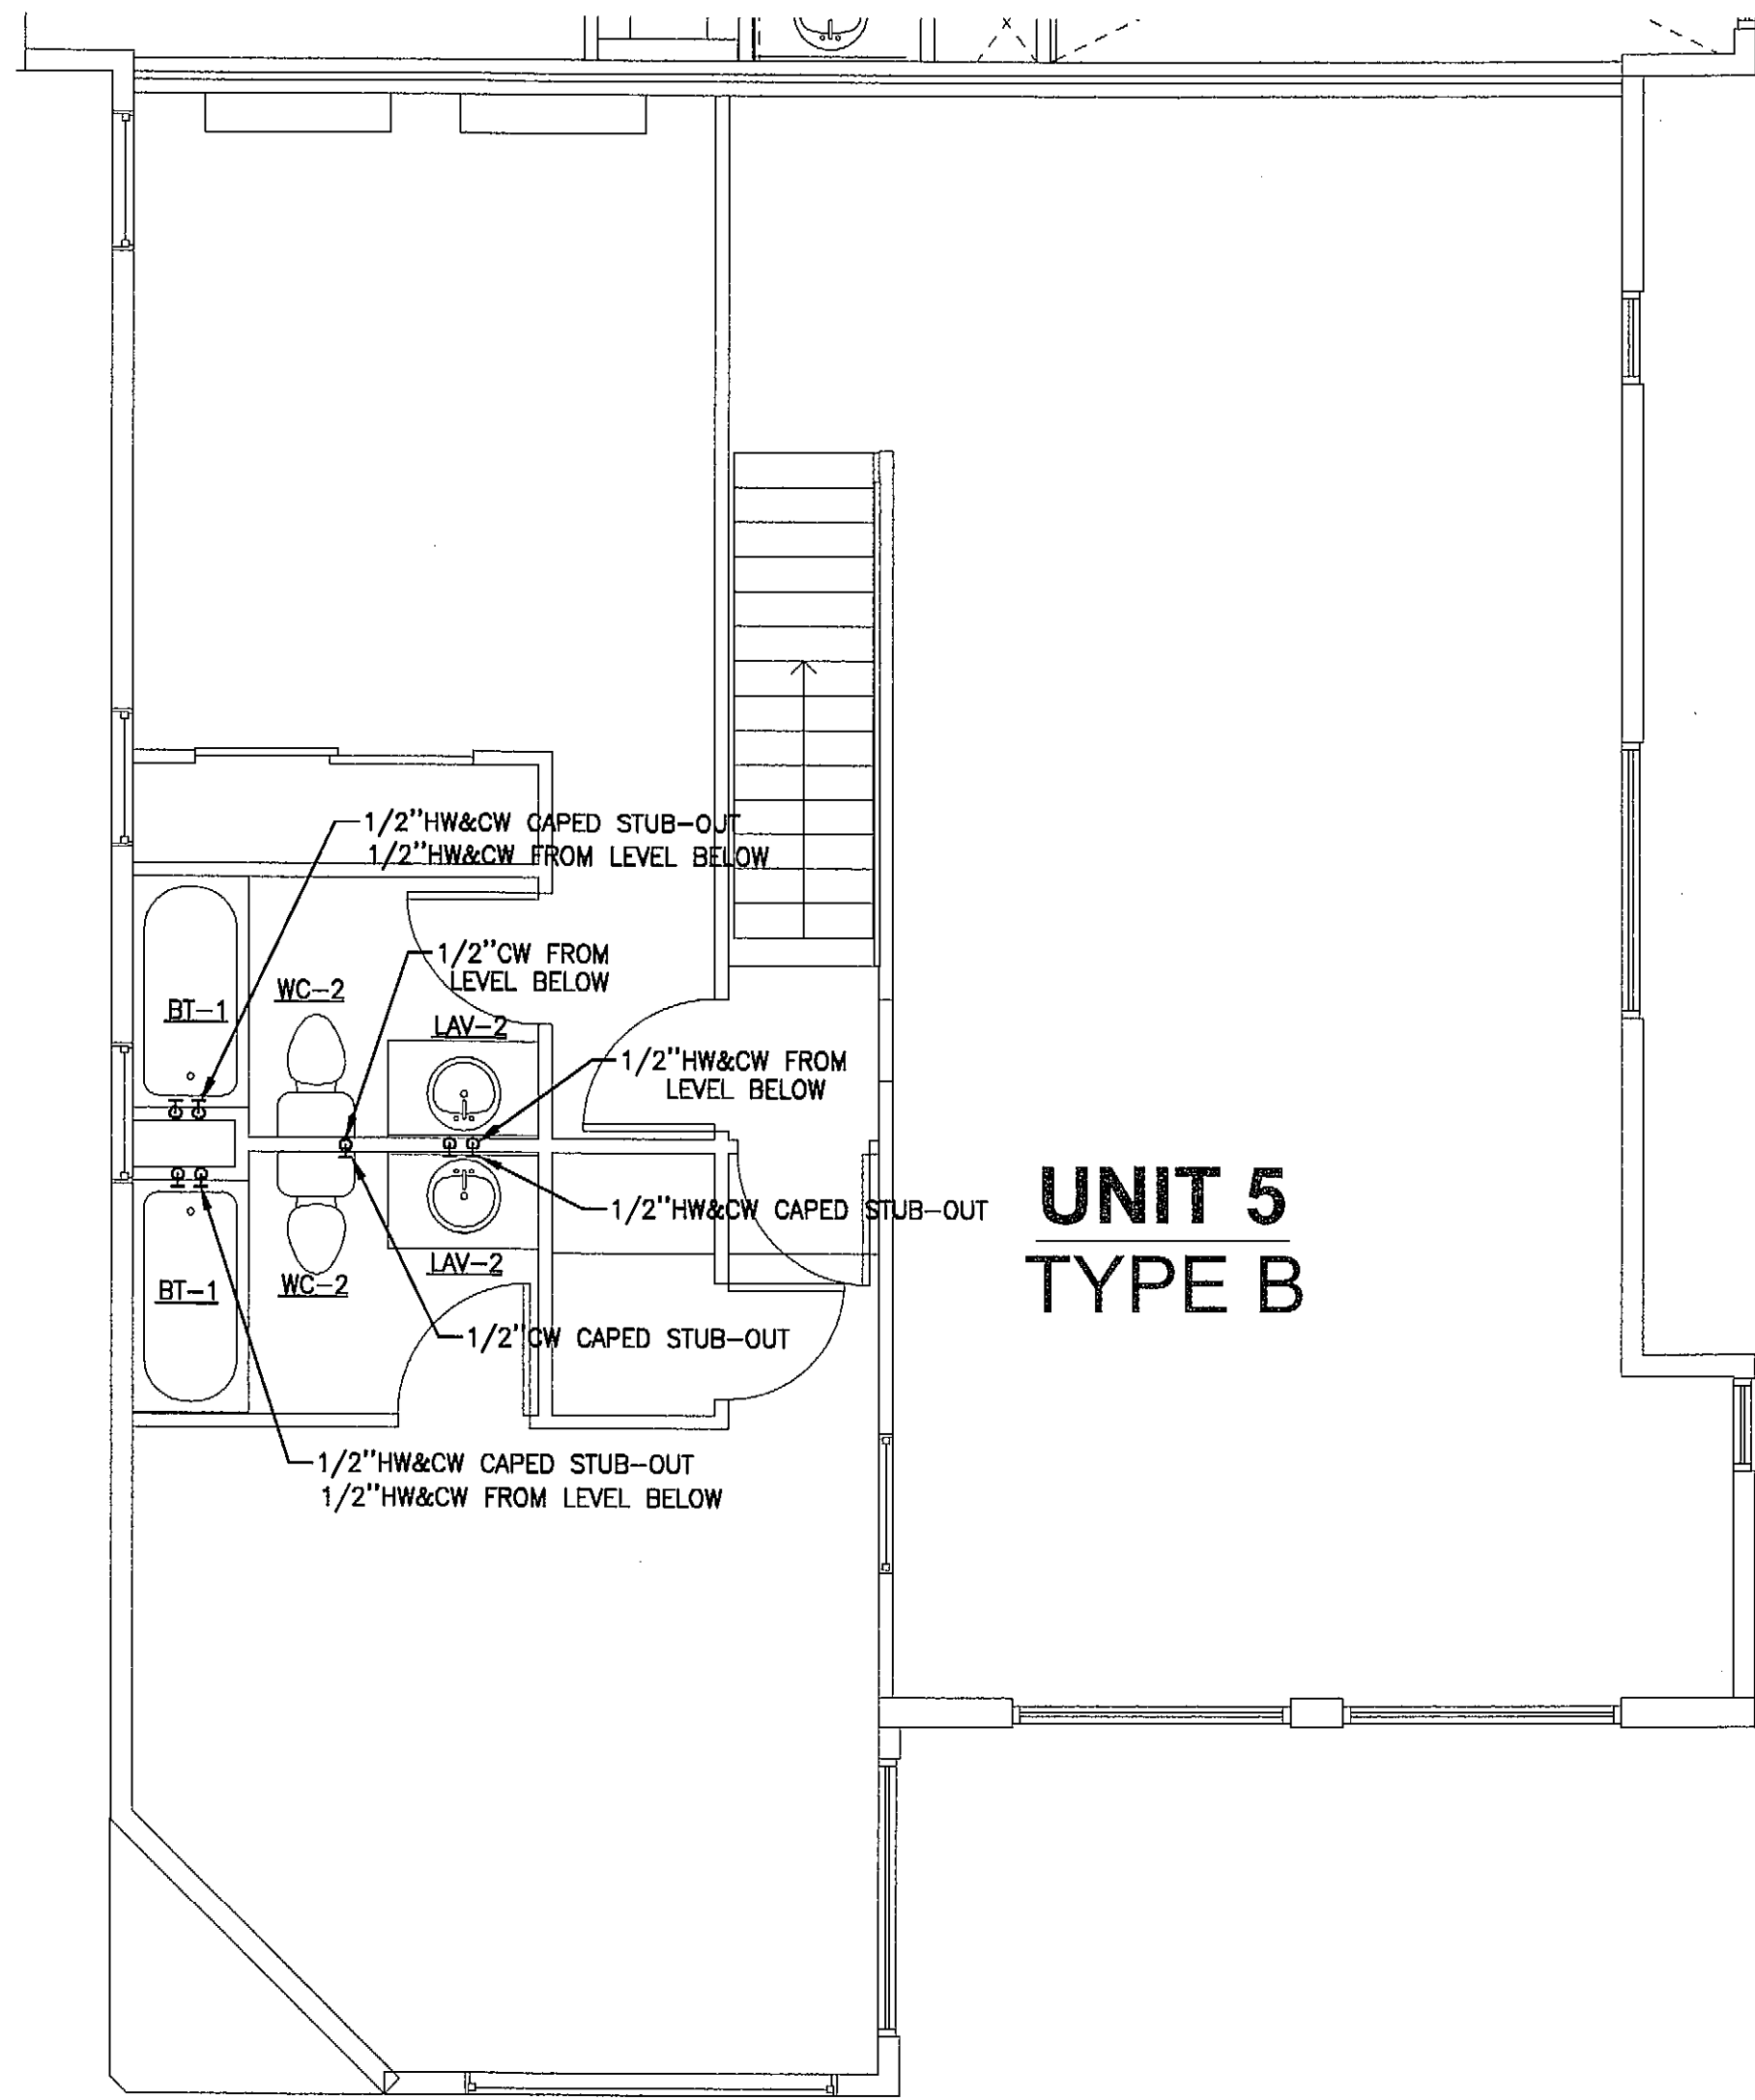 1/2"HW&CW CAPED STUB-OUT
1/2"HW&CW FROM LEVEL BELOW
1/2"CW FROM
LEVEL BELOW
WC-2
BT-1
LAV-2
1/2"HW&CW FROM
LEVEL BELOW
1/2"HW&CW CAPED STUB-OUT
UNIT 5
TYPE B
LAV-2
WC-2
BT-1
1/2"CW CAPED STUB-OUT
1/2"HW&CW CAPED STUB-OUT
1/2"HW&CW FROM LEVEL BELOW